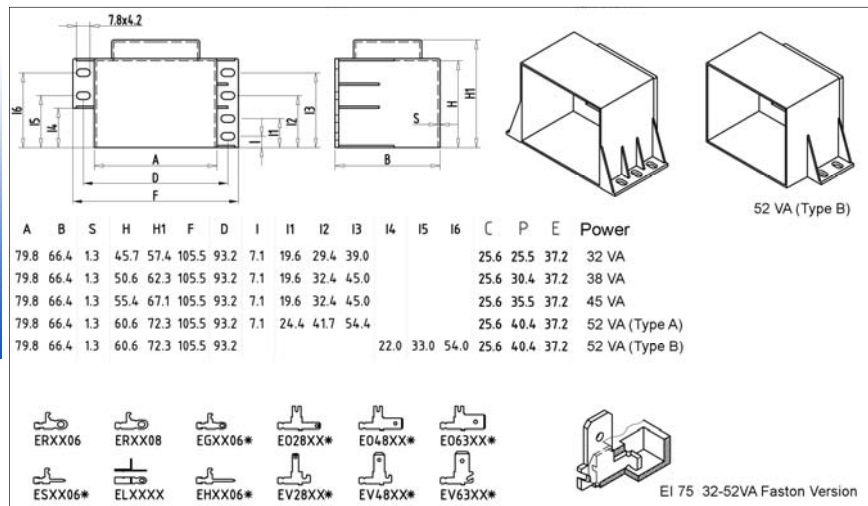 7.8x4.2
I6
I5
I4
I
I1
I2
I3
A
D
F
S
B
H
H1
52 VA (Type B)
A B S H H1 F D I I1 I2 I3 I4 I5 I6 C P E Power
79.8 66.4 1.3 45.7 57.4 105.5 93.2 7.1 19.6 29.4 39.0 25.6 25.5 37.2 32 VA
79.8 66.4 1.3 50.6 62.3 105.5 93.2 7.1 19.6 32.4 45.0 25.6 30.4 37.2 38 VA
79.8 66.4 1.3 55.4 67.1 105.5 93.2 7.1 19.6 32.4 45.0 25.6 35.5 37.2 45 VA
79.8 66.4 1.3 60.6 72.3 105.5 93.2 7.1 24.4 41.7 54.4 25.6 40.4 37.2 52 VA (Type A)
79.8 66.4 1.3 60.6 72.3 105.5 93.2 22.0 33.0 54.0 25.6 40.4 37.2 52 VA (Type B)
ERXX06 ERXX08 EGXX06* EO28XX* EO48XX* EO63XX*
ESXX06* ELXXXX EHXX06* EV28XX* EV48XX* EV63XX*
EI 75 32-52VA Faston Version